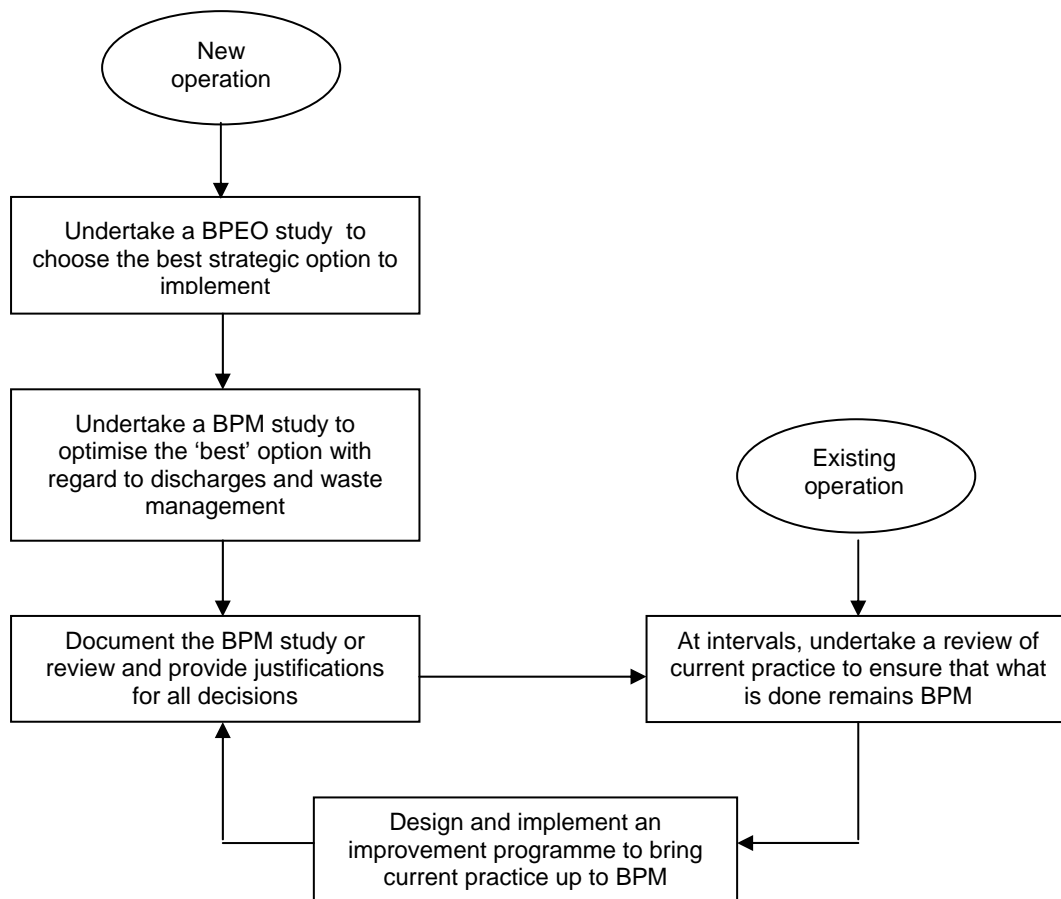 New
operation
Undertake a BPEO study to
choose the best strategic option to
implement
Undertake a BPM study to
optimise the ‘best’ option with
regard to discharges and waste
management
Existing
operation
Document the BPM study or
review and provide justifications
for all decisions
At intervals, undertake a review of
current practice to ensure that what
is done remains BPM
Design and implement an
improvement programme to bring
current practice up to BPM